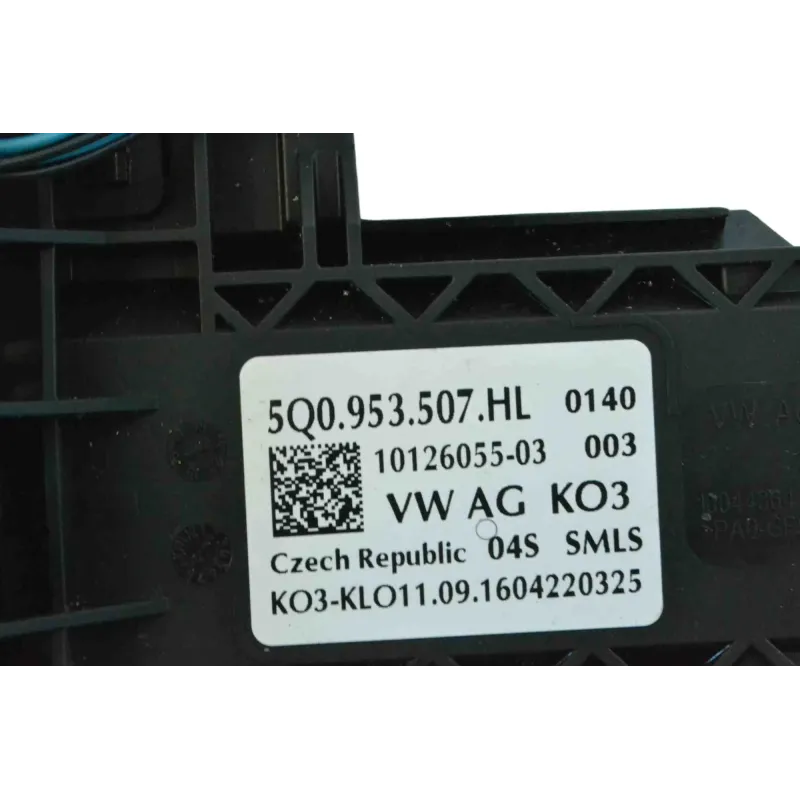 5Q0.953.507.HL 0140
10126055-03 003
VW AG KO3
Czech Republic 04S SMLS
KO3-KLO11.09.1604220325
VW A